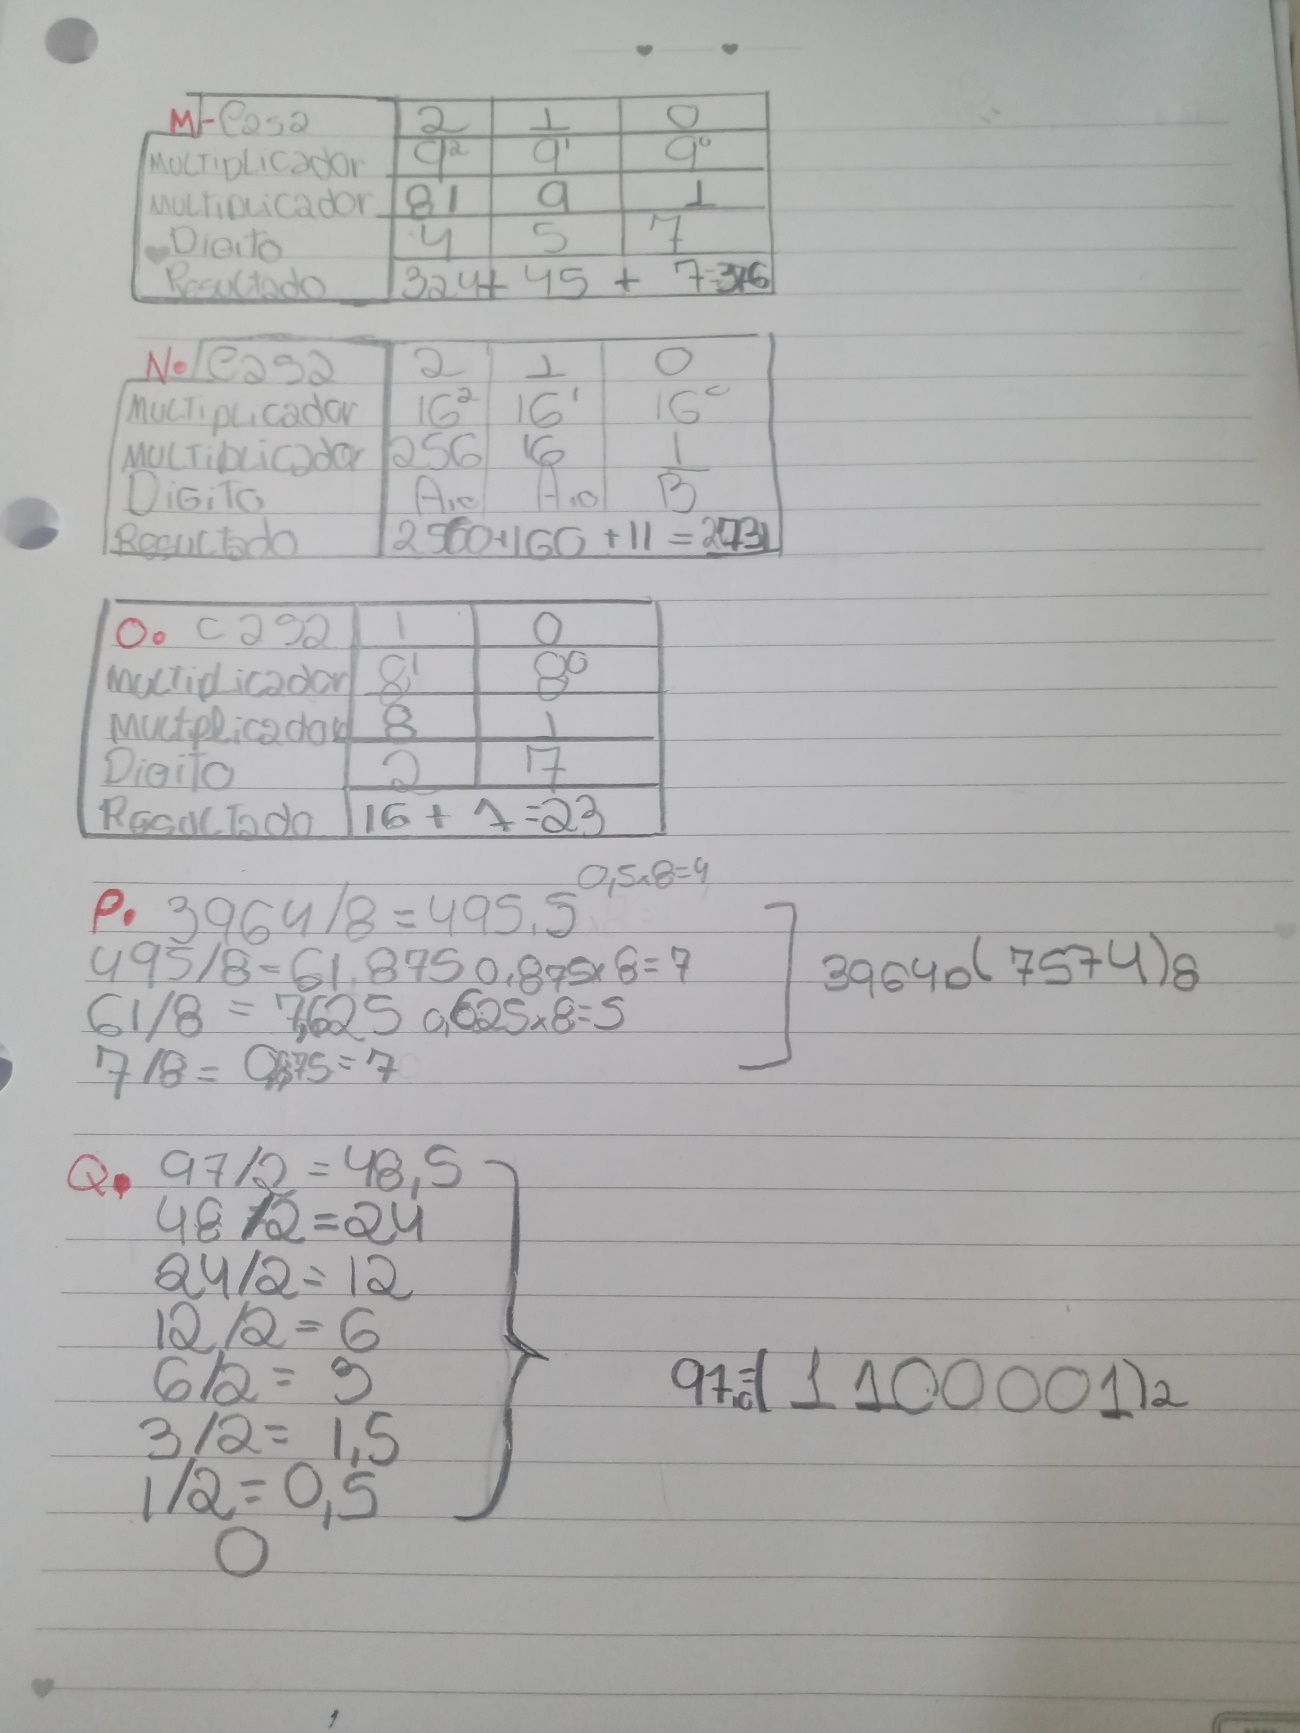 M-Casa 2 1 0
Multiplicador 9² 9¹ 9⁰
Multiplicador 81 9 1
Digito 4 5 7
Resultado 324+ 45 + 7=376
N. Casa 2 1 0
Multiplicador 16² 16¹ 16⁰
Multiplicador 256 16 1
Digito A10 A10 B
Resultado 2560+160 +11 = 2731
O. Casa 1 0
Multiplicador 8¹ 8⁰
Multplicador 8 1
Digito 2 7
Resultado 16 + 7=23
0,5x8=4
P. 3964/8=495,5
495/8=61,875 0,875x8=7
39640(7574)8
61/8 = 7,625 0,625x8=5
7/8= 0,875=7
Q. 97/2=48,5
48/2=24
24/2=12
12/2=6
6/2=3
97=(1100001)2
3/2= 1,5
1/2=0,5
0